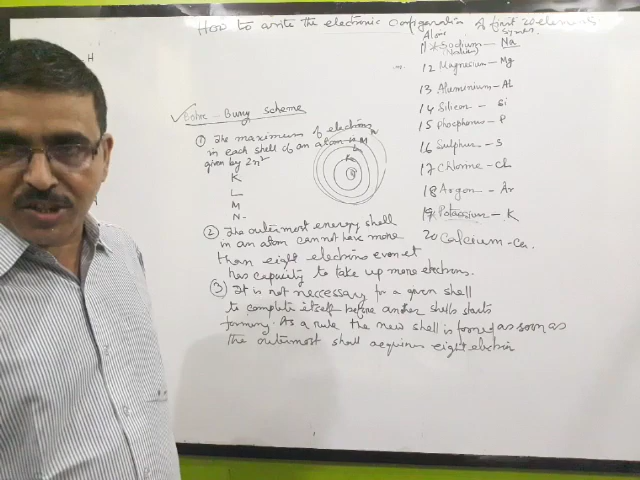 How to write the electronic configuration of first 20 elements
H
Atoms Symbol
11* Sodium — Na
12 Magnesium — Mg
13 Aluminium — Al
14 Silicon — Si
15 Phosphorus — P
16 Sulphur — S
17 Chlorine — Cl
18 Argon — Ar
19 Potassium — K
20 Calcium — Ca.
Bohr - Bury Scheme
① The maximum of electrons
in each shell of an atom is
given by 2n²
K
L
M
N
K L M N
② The outermost energy shell
in an atom cannot have more
than eight electrons even it
has capacity to take up more electrons.
③ It is not neccessary for a given shell
to complete itself before another shells starts
forming. As a rule the new shell is formed as soon as
the outermost shell acquires eight electron